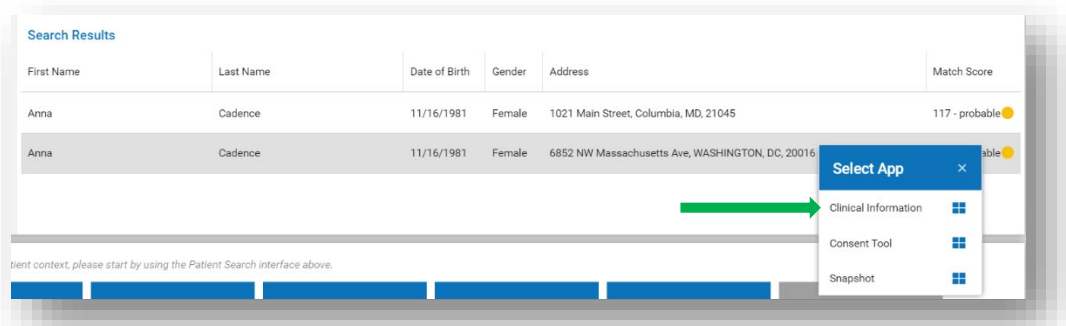 Search Results
First Name Last Name Date of Birth Gender Address Match Score
Anna Cadence 11/16/1981 Female 1021 Main Street, Columbia, MD, 21045 117 - probable
Anna Cadence 11/16/1981 Female 6852 NW Massachusetts Ave, WASHINGTON, DC, 20016
Select App ×
Clinical Information
Consent Tool
context, please start by using the Patient Search interface above.
Snapshot